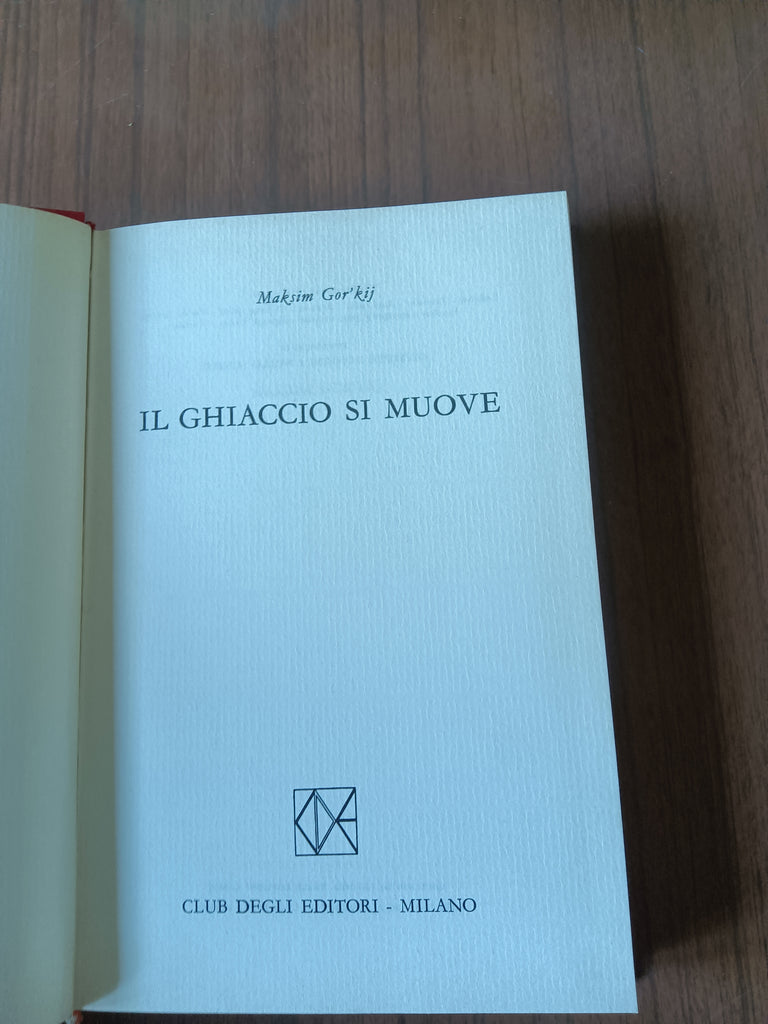 Maksim Gor'kij
IL GHIACCIO SI MUOVE
CLUB DEGLI EDITORI - MILANO